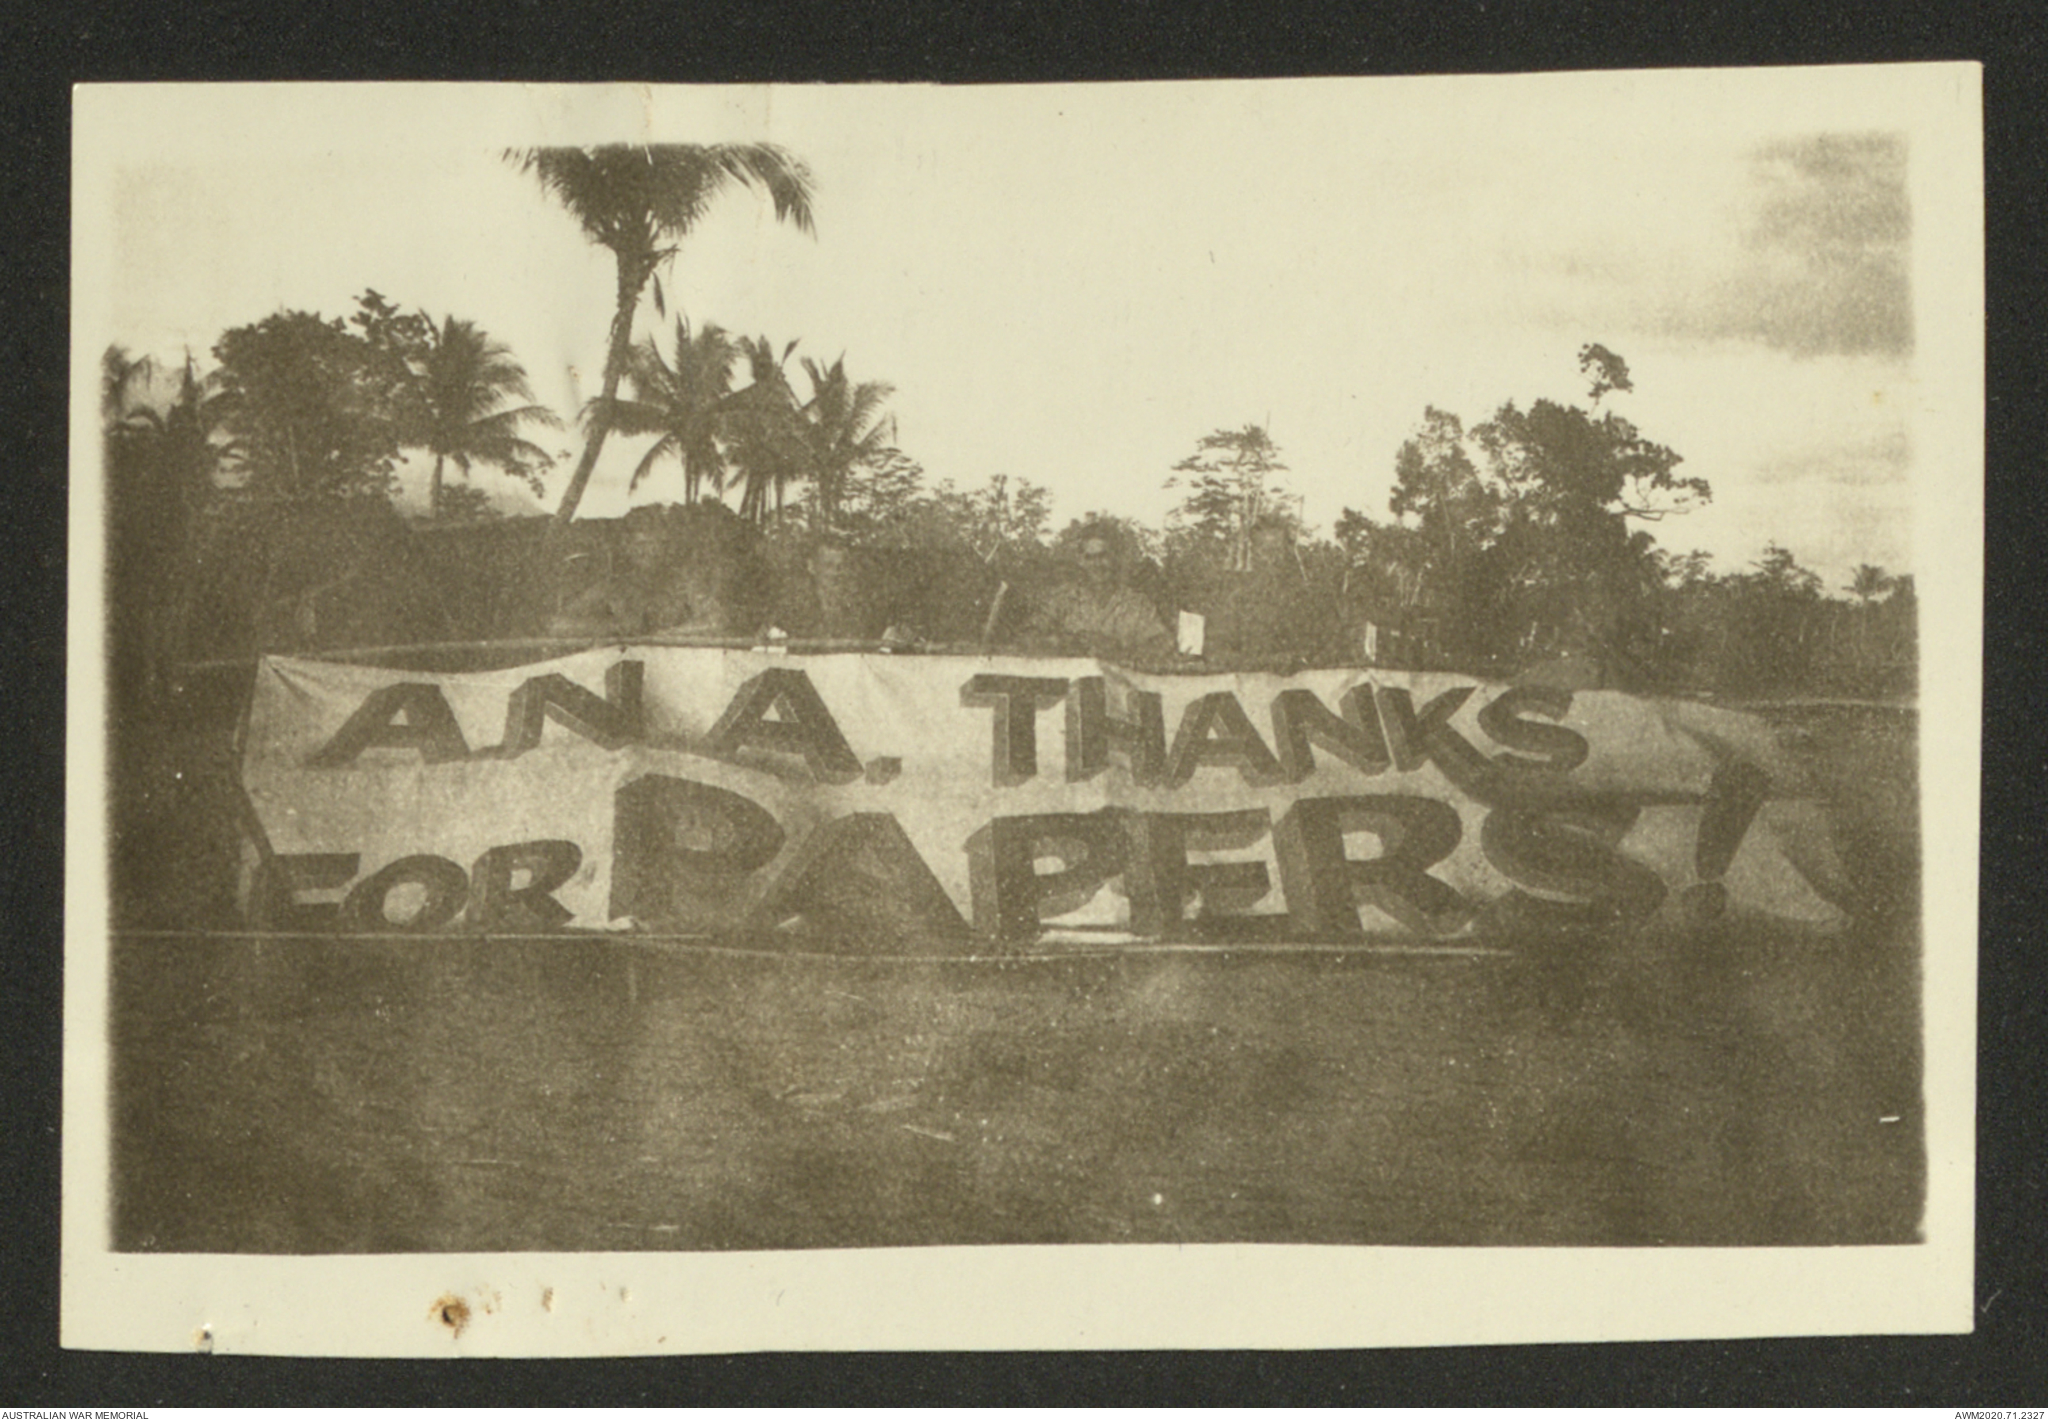 A.N.A. THANKS
FOR PAPERS!
AUSTRALIAN WAR MEMORIAL
AWM2020.71.2327